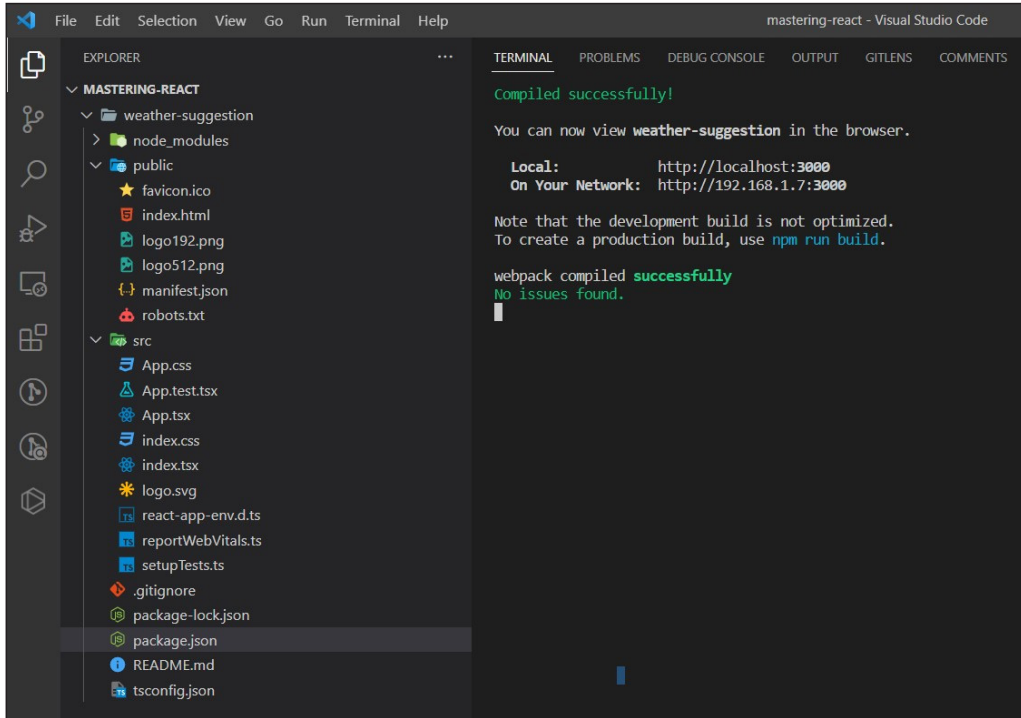 File Edit Selection View Go Run Terminal Help
mastering-react - Visual Studio Code
EXPLORER
...
MASTERING-REACT
weather-suggestion
node_modules
public
favicon.ico
index.html
logo192.png
logo512.png
manifest.json
robots.txt
src
App.css
App.test.tsx
App.tsx
index.css
index.tsx
logo.svg
react-app-env.d.ts
reportWebVitals.ts
setupTests.ts
.gitignore
package-lock.json
package.json
README.md
tsconfig.json
TERMINAL PROBLEMS DEBUG CONSOLE OUTPUT GITLENS COMMENTS
Compiled successfully!
You can now view weather-suggestion in the browser.
Local: http://localhost:3000
On Your Network: http://192.168.1.7:3000
Note that the development build is not optimized.
To create a production build, use npm run build.
webpack compiled successfully
No issues found.